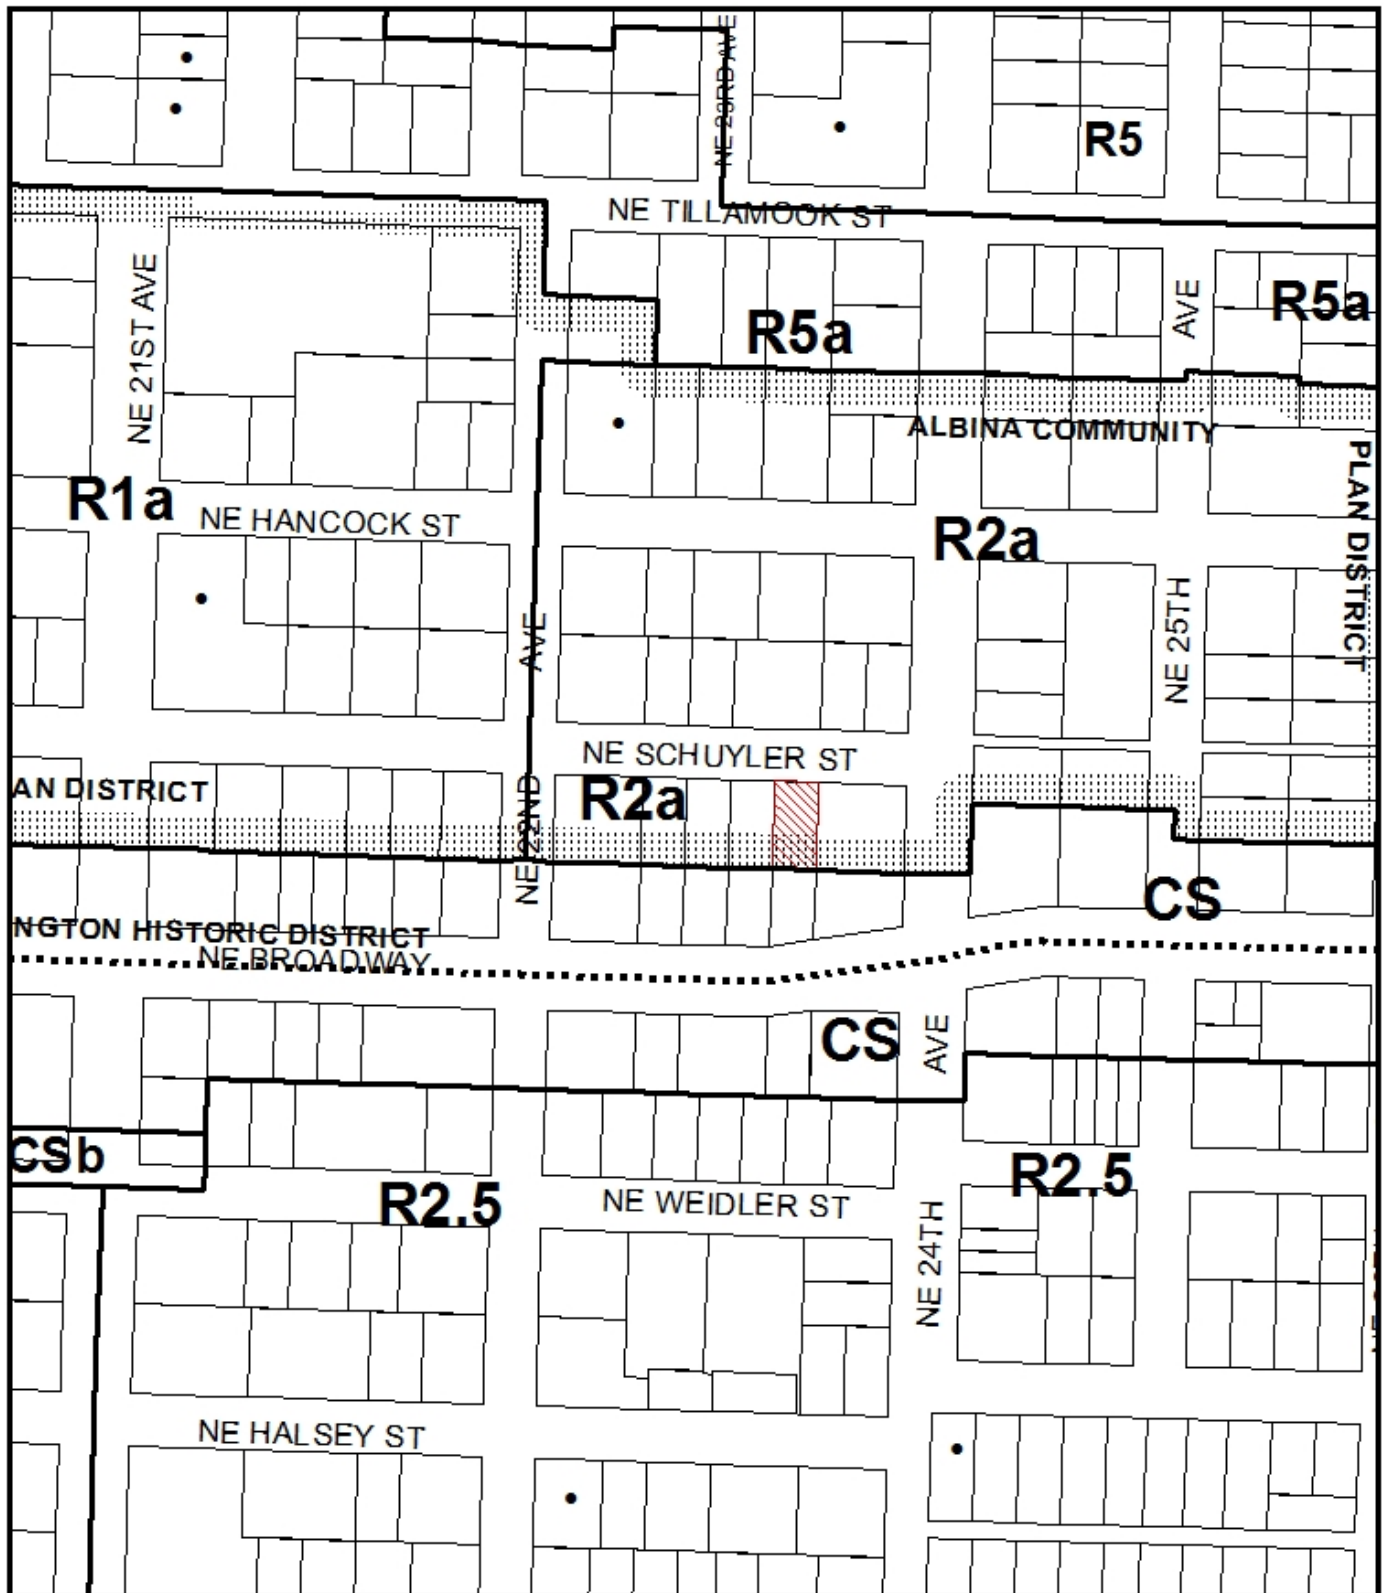 NE 23RD AVE
R5
NE TILLAMOOK ST
NE 21ST AVE
AVE
R5a
R5a
ALBINA COMMUNITY
PLAN DISTRICT
R1a
NE HANCOCK ST
R2a
NE 25TH
AVE
NE SCHUYLER ST
AN DISTRICT
R2a
NE 22ND
CS
NGTON HISTORIC DISTRICT
NE BROADWAY
CS
AVE
CSb
R2.5
R2.5
NE WEIDLER ST
NE 24TH
NE HALSEY ST